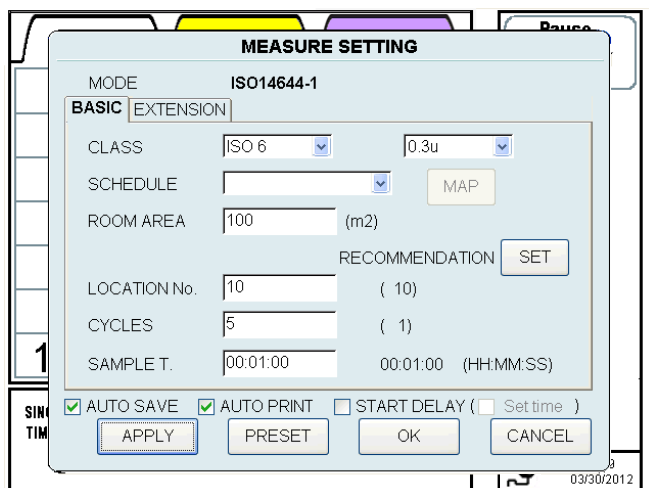 Pause
MEASURE SETTING
MODE ISO14644-1
BASIC EXTENSION
CLASS ISO 6 0.3u
SCHEDULE MAP
ROOM AREA 100 (m2)
RECOMMENDATION SET
LOCATION No. 10 ( 10)
CYCLES 5 ( 1)
1
SAMPLE T. 00:01:00 00:01:00 (HH:MM:SS)
AUTO SAVE AUTO PRINT START DELAY ( Set time )
TIM
APPLY PRESET OK CANCEL
03/30/2012